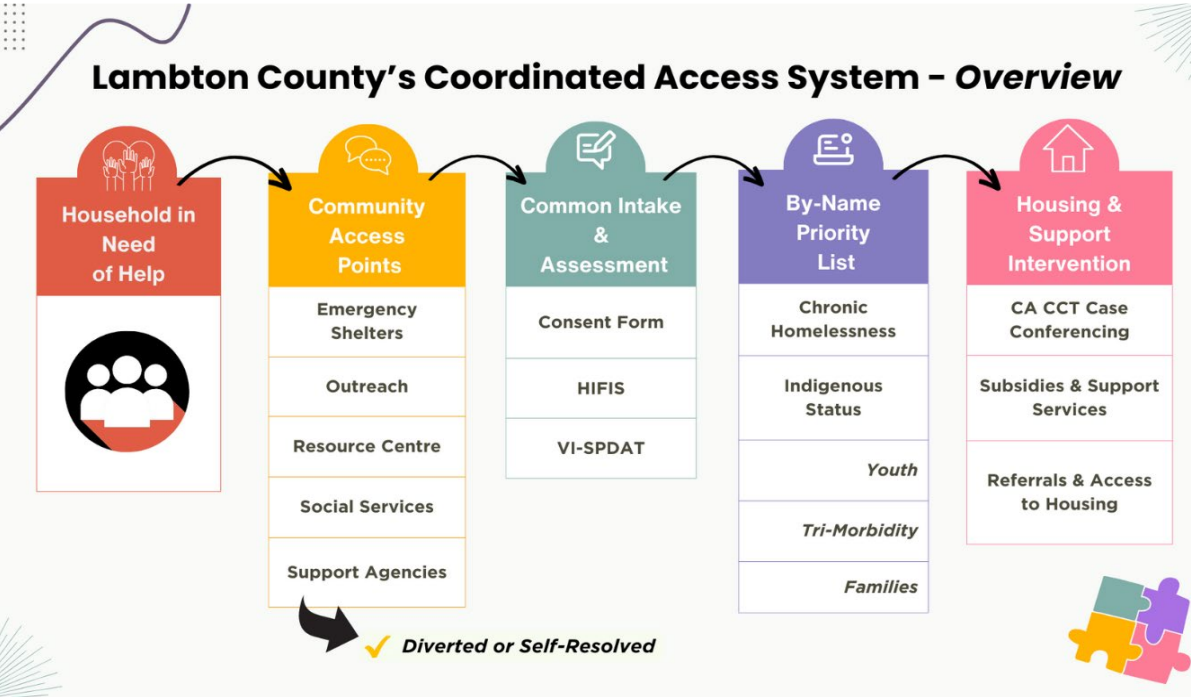 Lambton County's Coordinated Access System - Overview
Household in
Need
of Help
Community
Access
Points
Emergency
Shelters
Outreach
Resource Centre
Social Services
Support Agencies
Diverted or Self-Resolved
Common Intake
&
Assessment
Consent Form
HIFIS
VI-SPDAT
By-Name
Priority
List
Chronic
Homelessness
Indigenous
Status
Youth
Tri-Morbidity
Families
Housing &
Support
Intervention
CA CCT Case
Conferencing
Subsidies & Support
Services
Referrals & Access
to Housing